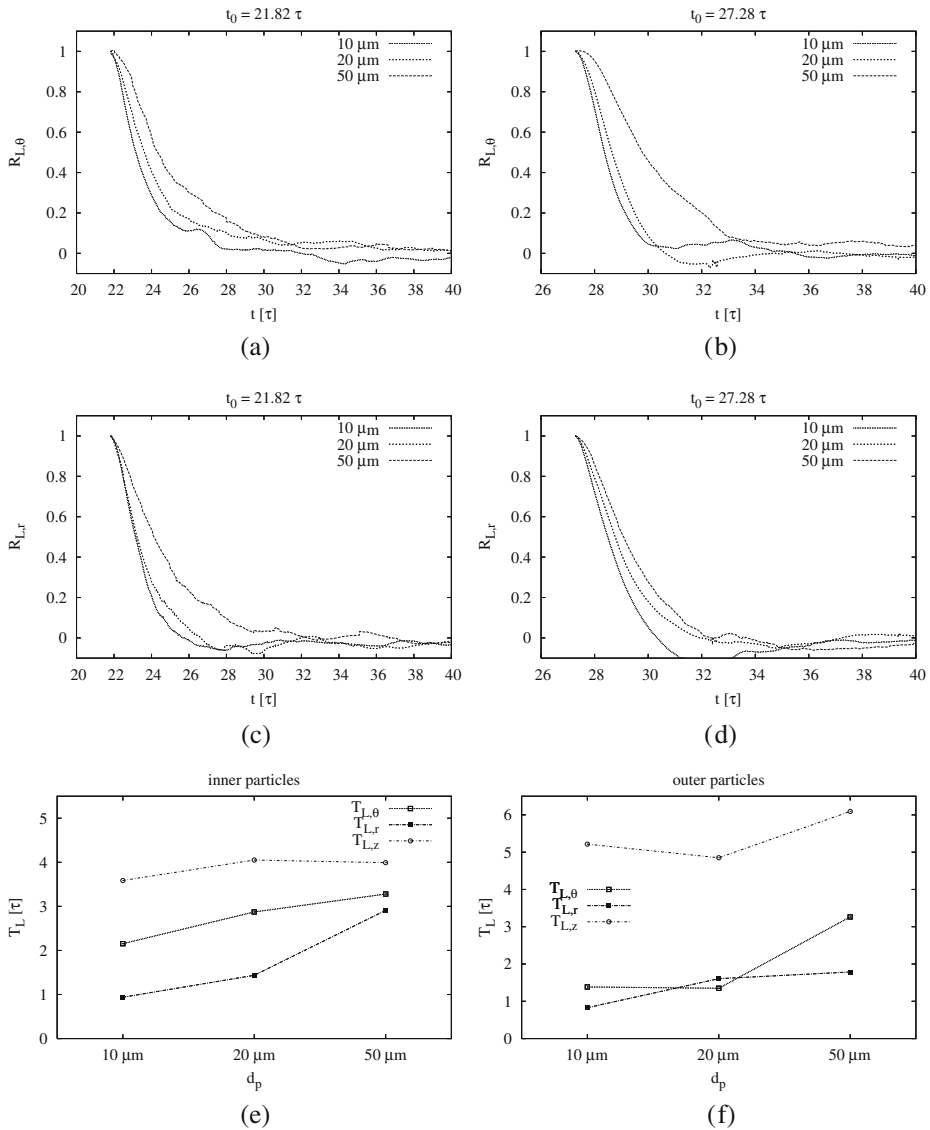 t_0 = 21.82 τ
10 μm
20 μm
50 μm
R_L,θ
1
0.8
0.6
0.4
0.2
0
20 22 24 26 28 30 32 34 36 38 40
t [τ]
(a)
t_0 = 27.28 τ
10 μm
20 μm
50 μm
R_L,θ
1
0.8
0.6
0.4
0.2
0
26 28 30 32 34 36 38 40
t [τ]
(b)
t_0 = 21.82 τ
10 μm
20 μm
50 μm
R_L,r
1
0.8
0.6
0.4
0.2
0
20 22 24 26 28 30 32 34 36 38 40
t [τ]
(c)
t_0 = 27.28 τ
10 μm
20 μm
50 μm
R_L,r
1
0.8
0.6
0.4
0.2
0
26 28 30 32 34 36 38 40
t [τ]
(d)
inner particles
T_L,θ
T_L,r
T_L,z
T_L [τ]
5
4
3
2
1
0
10 μm 20 μm 50 μm
d_p
(e)
outer particles
T_L,θ
T_L,r
T_L,z
T_L [τ]
6
5
4
3
2
1
0
10 μm 20 μm 50 μm
d_p
(f)